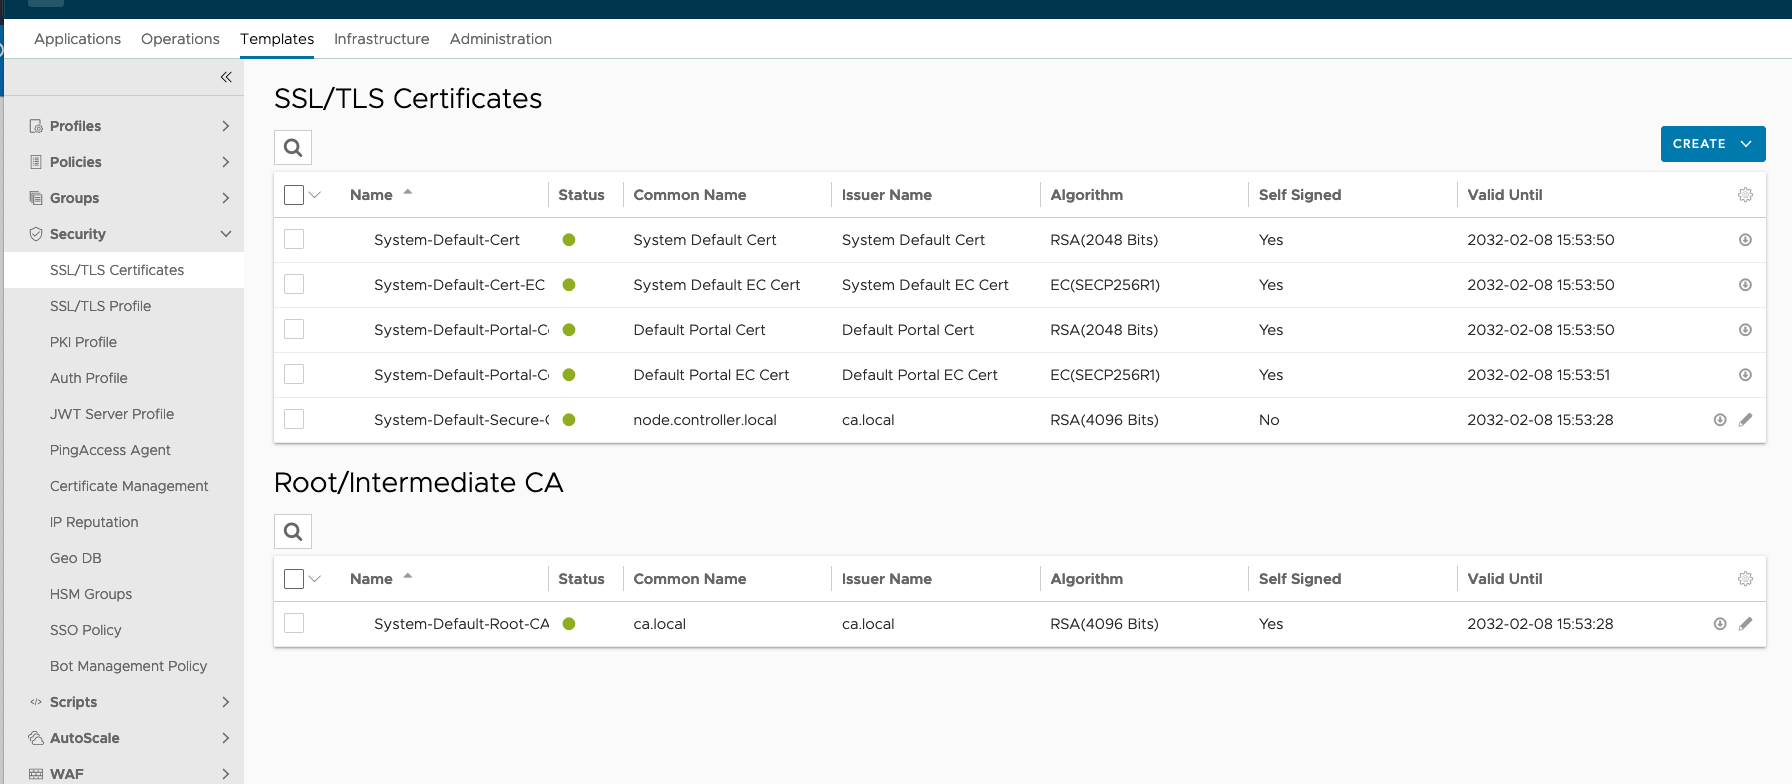 Applications Operations Templates Infrastructure Administration
Profiles
Policies
Groups
Security
SSL/TLS Certificates
SSL/TLS Profile
PKI Profile
Auth Profile
JWT Server Profile
PingAccess Agent
Certificate Management
IP Reputation
Geo DB
HSM Groups
SSO Policy
Bot Management Policy
Scripts
AutoScale
WAF
SSL/TLS Certificates
CREATE
Name Status Common Name Issuer Name Algorithm Self Signed Valid Until
System-Default-Cert System Default Cert System Default Cert RSA(2048 Bits) Yes 2032-02-08 15:53:50
System-Default-Cert-EC System Default EC Cert System Default EC Cert EC(SECP256R1) Yes 2032-02-08 15:53:50
System-Default-Portal-C Default Portal Cert Default Portal Cert RSA(2048 Bits) Yes 2032-02-08 15:53:50
System-Default-Portal-C Default Portal EC Cert Default Portal EC Cert EC(SECP256R1) Yes 2032-02-08 15:53:51
System-Default-Secure- node.controller.local ca.local RSA(4096 Bits) No 2032-02-08 15:53:28
Root/Intermediate CA
Name Status Common Name Issuer Name Algorithm Self Signed Valid Until
System-Default-Root-CA ca.local ca.local RSA(4096 Bits) Yes 2032-02-08 15:53:28